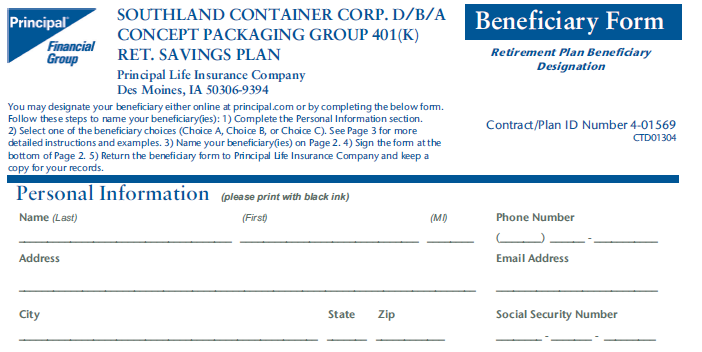 Principal
Financial
Group
SOUTHLAND CONTAINER CORP. D/B/A
CONCEPT PACKAGING GROUP 401(K)
RET. SAVINGS PLAN
Principal Life Insurance Company
Des Moines, IA 50306-9394
Beneficiary Form
Retirement Plan Beneficiary
Designation
You may designate your beneficiary either online at principal.com or by completing the below form.
Follow these steps to name your beneficiary(ies): 1) Complete the Personal Information section.
2) Select one of the beneficiary choices (Choice A, Choice B, or Choice C). See Page 3 for more
detailed instructions and examples. 3) Name your beneficiary(ies) on Page 2. 4) Sign the form at the
bottom of Page 2. 5) Return the beneficiary form to Principal Life Insurance Company and keep a
copy for your records.
Contract/Plan ID Number 4-01569
CTD01304
Personal Information (please print with black ink)
Name (Last) (First) (MI) Phone Number
(______) ______ - __________
Address Email Address
City State Zip Social Security Number
_______ - ______ - ________